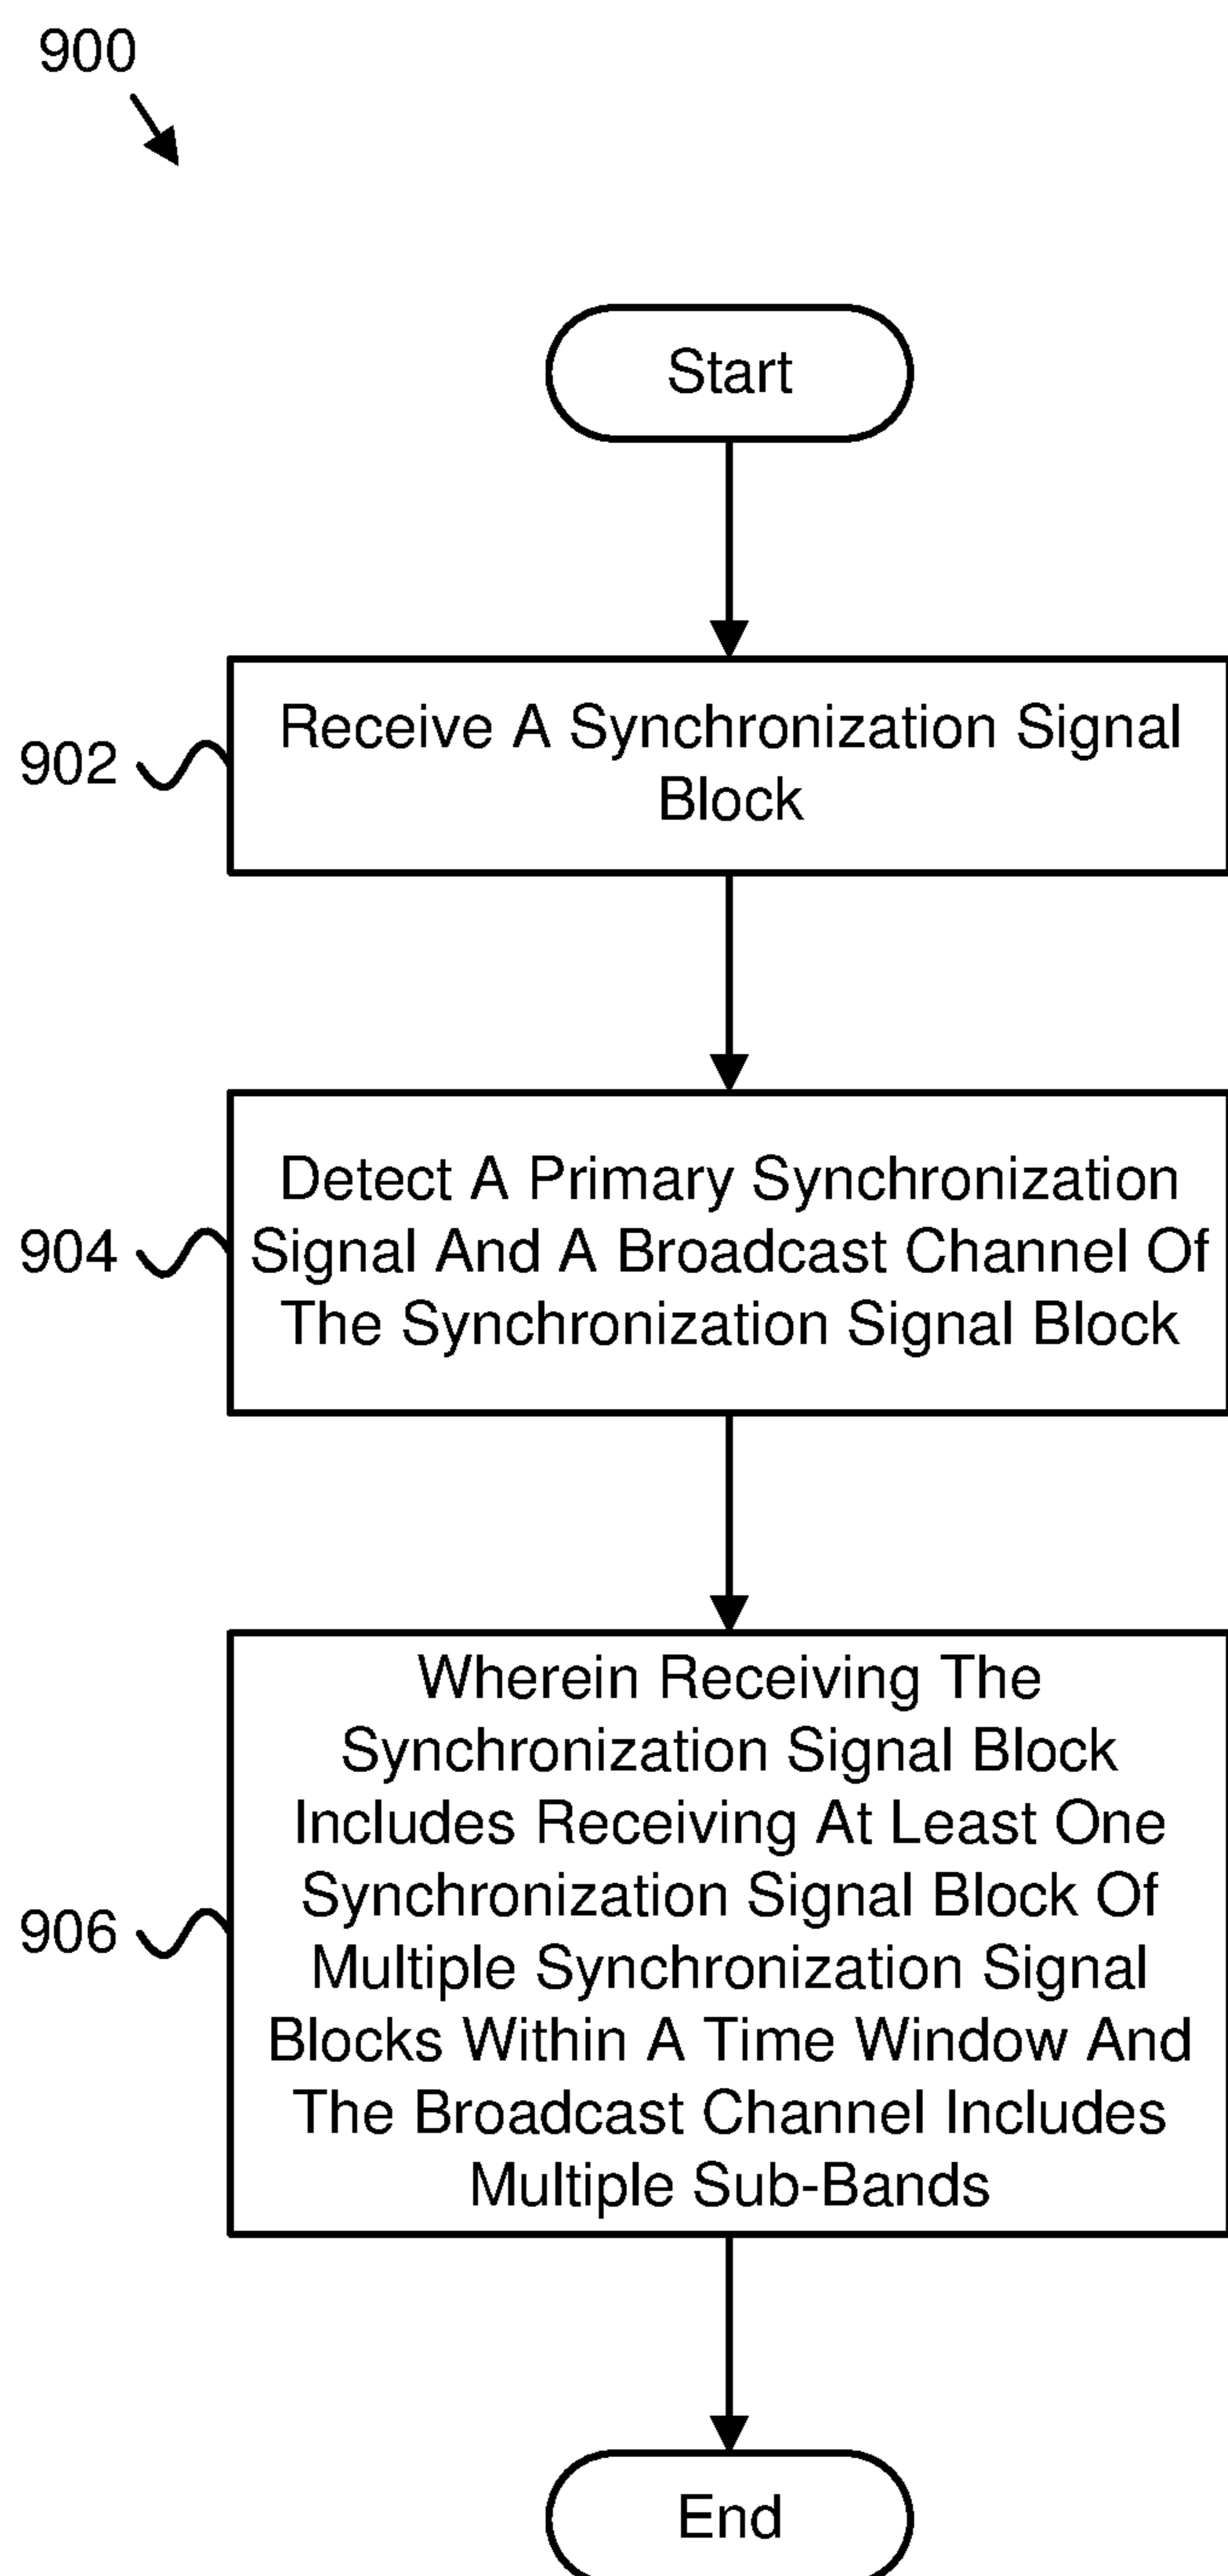 900
Start
902
Receive A Synchronization Signal
Block
904
Detect A Primary Synchronization
Signal And A Broadcast Channel Of
The Synchronization Signal Block
906
Wherein Receiving The
Synchronization Signal Block
Includes Receiving At Least One
Synchronization Signal Block Of
Multiple Synchronization Signal
Blocks Within A Time Window And
The Broadcast Channel Includes
Multiple Sub-Bands
End